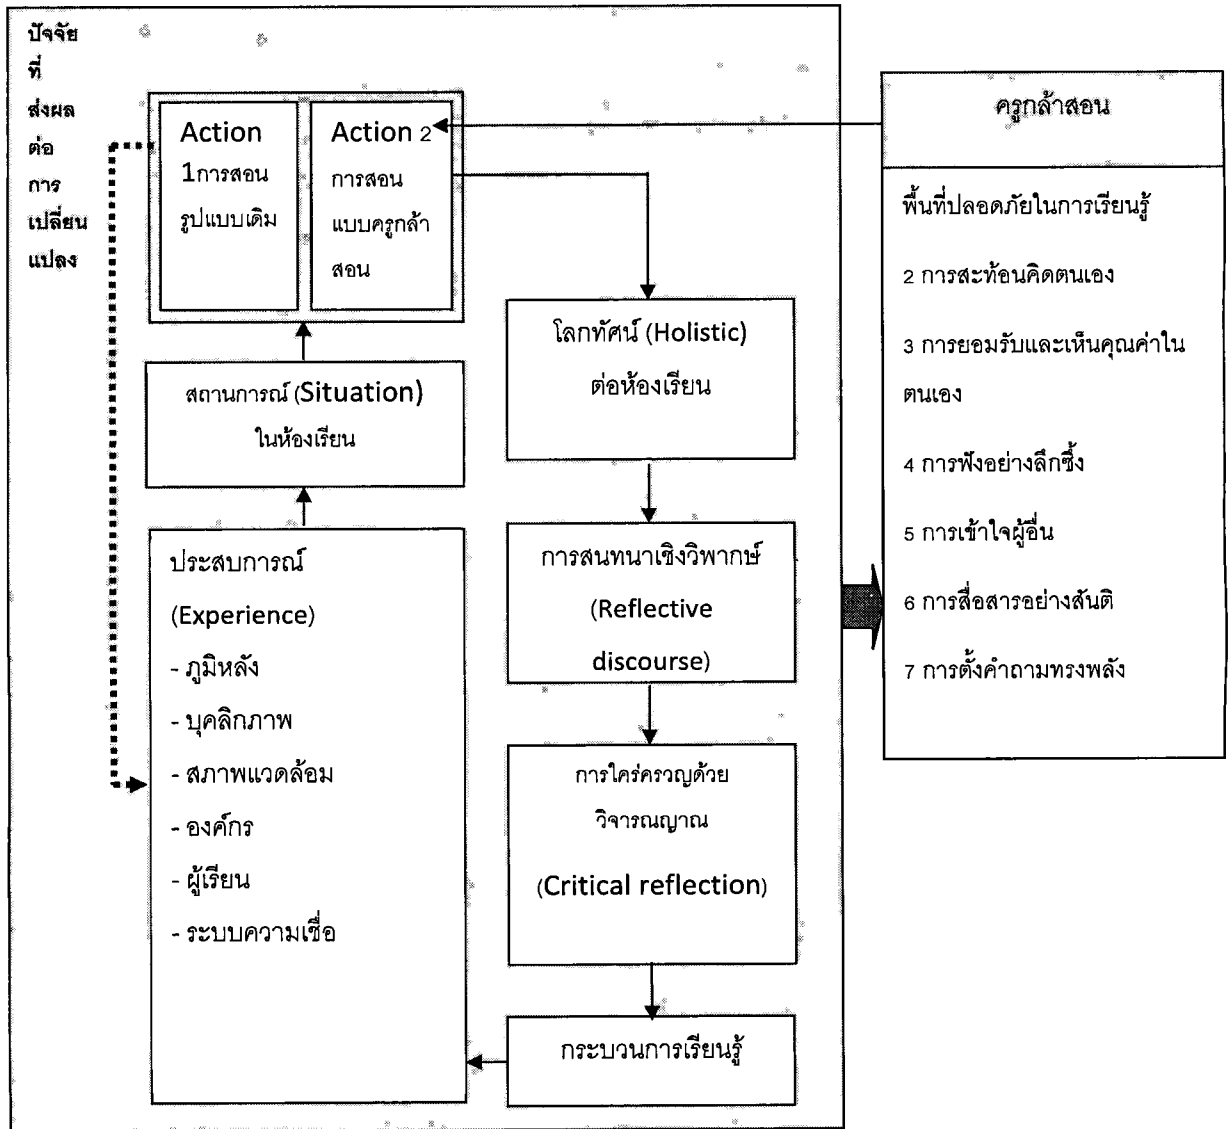 ปัจจัย
ที่
ส่งผล
ต่อ
การ
เปลี่ยน
แปลง
Action
1การสอน
รูปแบบเดิม
Action 2
การสอน
แบบครูกล้า
สอน
สถานการณ์ (Situation)
ในห้องเรียน
ประสบการณ์
(Experience)
- ภูมิหลัง
- บุคลิกภาพ
- สภาพแวดล้อม
- องค์กร
- ผู้เรียน
- ระบบความเชื่อ
โลกทัศน์ (Holistic)
ต่อห้องเรียน
การสนทนาเชิงวิพากษ์
(Reflective
discourse)
การใคร่ครวญด้วย
วิจารณญาณ
(Critical reflection)
กระบวนการเรียนรู้
ครูกล้าสอน
พื้นที่ปลอดภัยในการเรียนรู้
2 การสะท้อนคิดตนเอง
3 การยอมรับและเห็นคุณค่าใน
ตนเอง
4 การฟังอย่างลึกซึ้ง
5 การเข้าใจผู้อื่น
6 การสื่อสารอย่างสันติ
7 การตั้งคำถามทรงพลัง